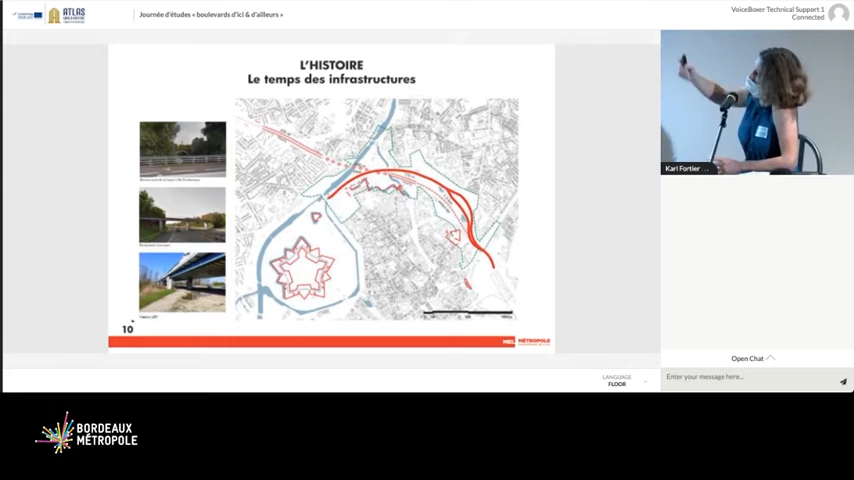 ATLAS
Journée d'études « boulevards d'ici & d'ailleurs »
VoiceBoxer Technical Support 1
Connected
L'HISTOIRE
Le temps des infrastructures
10
MEL
MÉTROPOLE
Karl Fortier ...
Open Chat
Enter your message here...
LANGUAGE
FLOOR
BORDEAUX
MÉTROPOLE